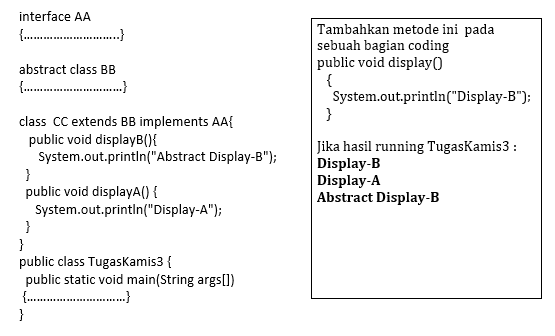 interface AA
{.............................}
abstract class BB
{..............................}
class  CC extends BB implements AA{
public void displayB(){
System.out.println("Abstract Display-B");
}
public void displayA() {
System.out.println("Display-A");
}
}
public class TugasKamis3 {
public static void main(String args[])
{..............................}
}
Tambahkan metode ini  pada
sebuah bagian coding
public void display()
{
System.out.println("Display-B");
}
Jika hasil running TugasKamis3 :
Display-B
Display-A
Abstract Display-B